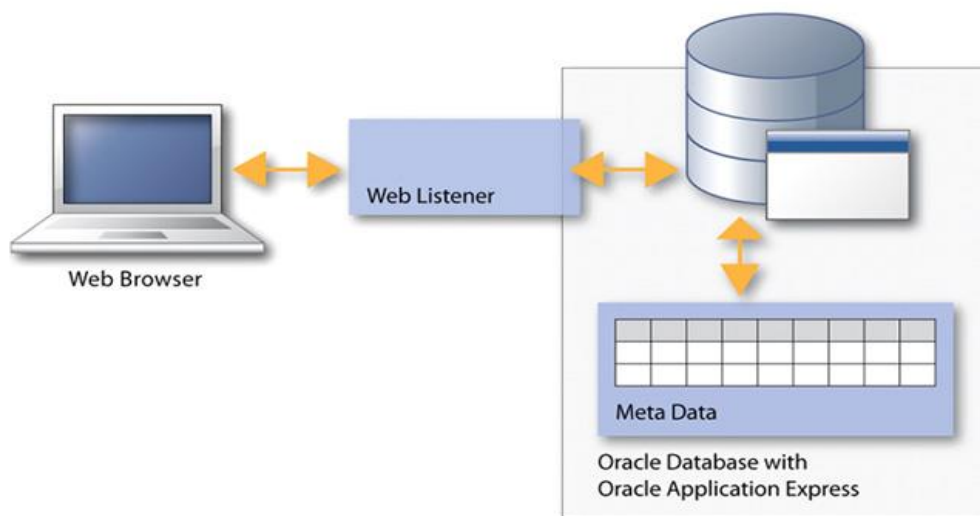 Web Listener
Web Browser
Meta Data
Oracle Database with
Oracle Application Express